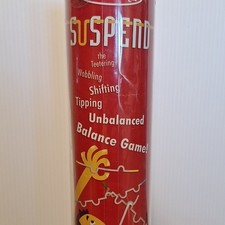 SUSPEND
the
Teetering
Wobbling
Shifting
Tipping
Unbalanced
Balance Game!